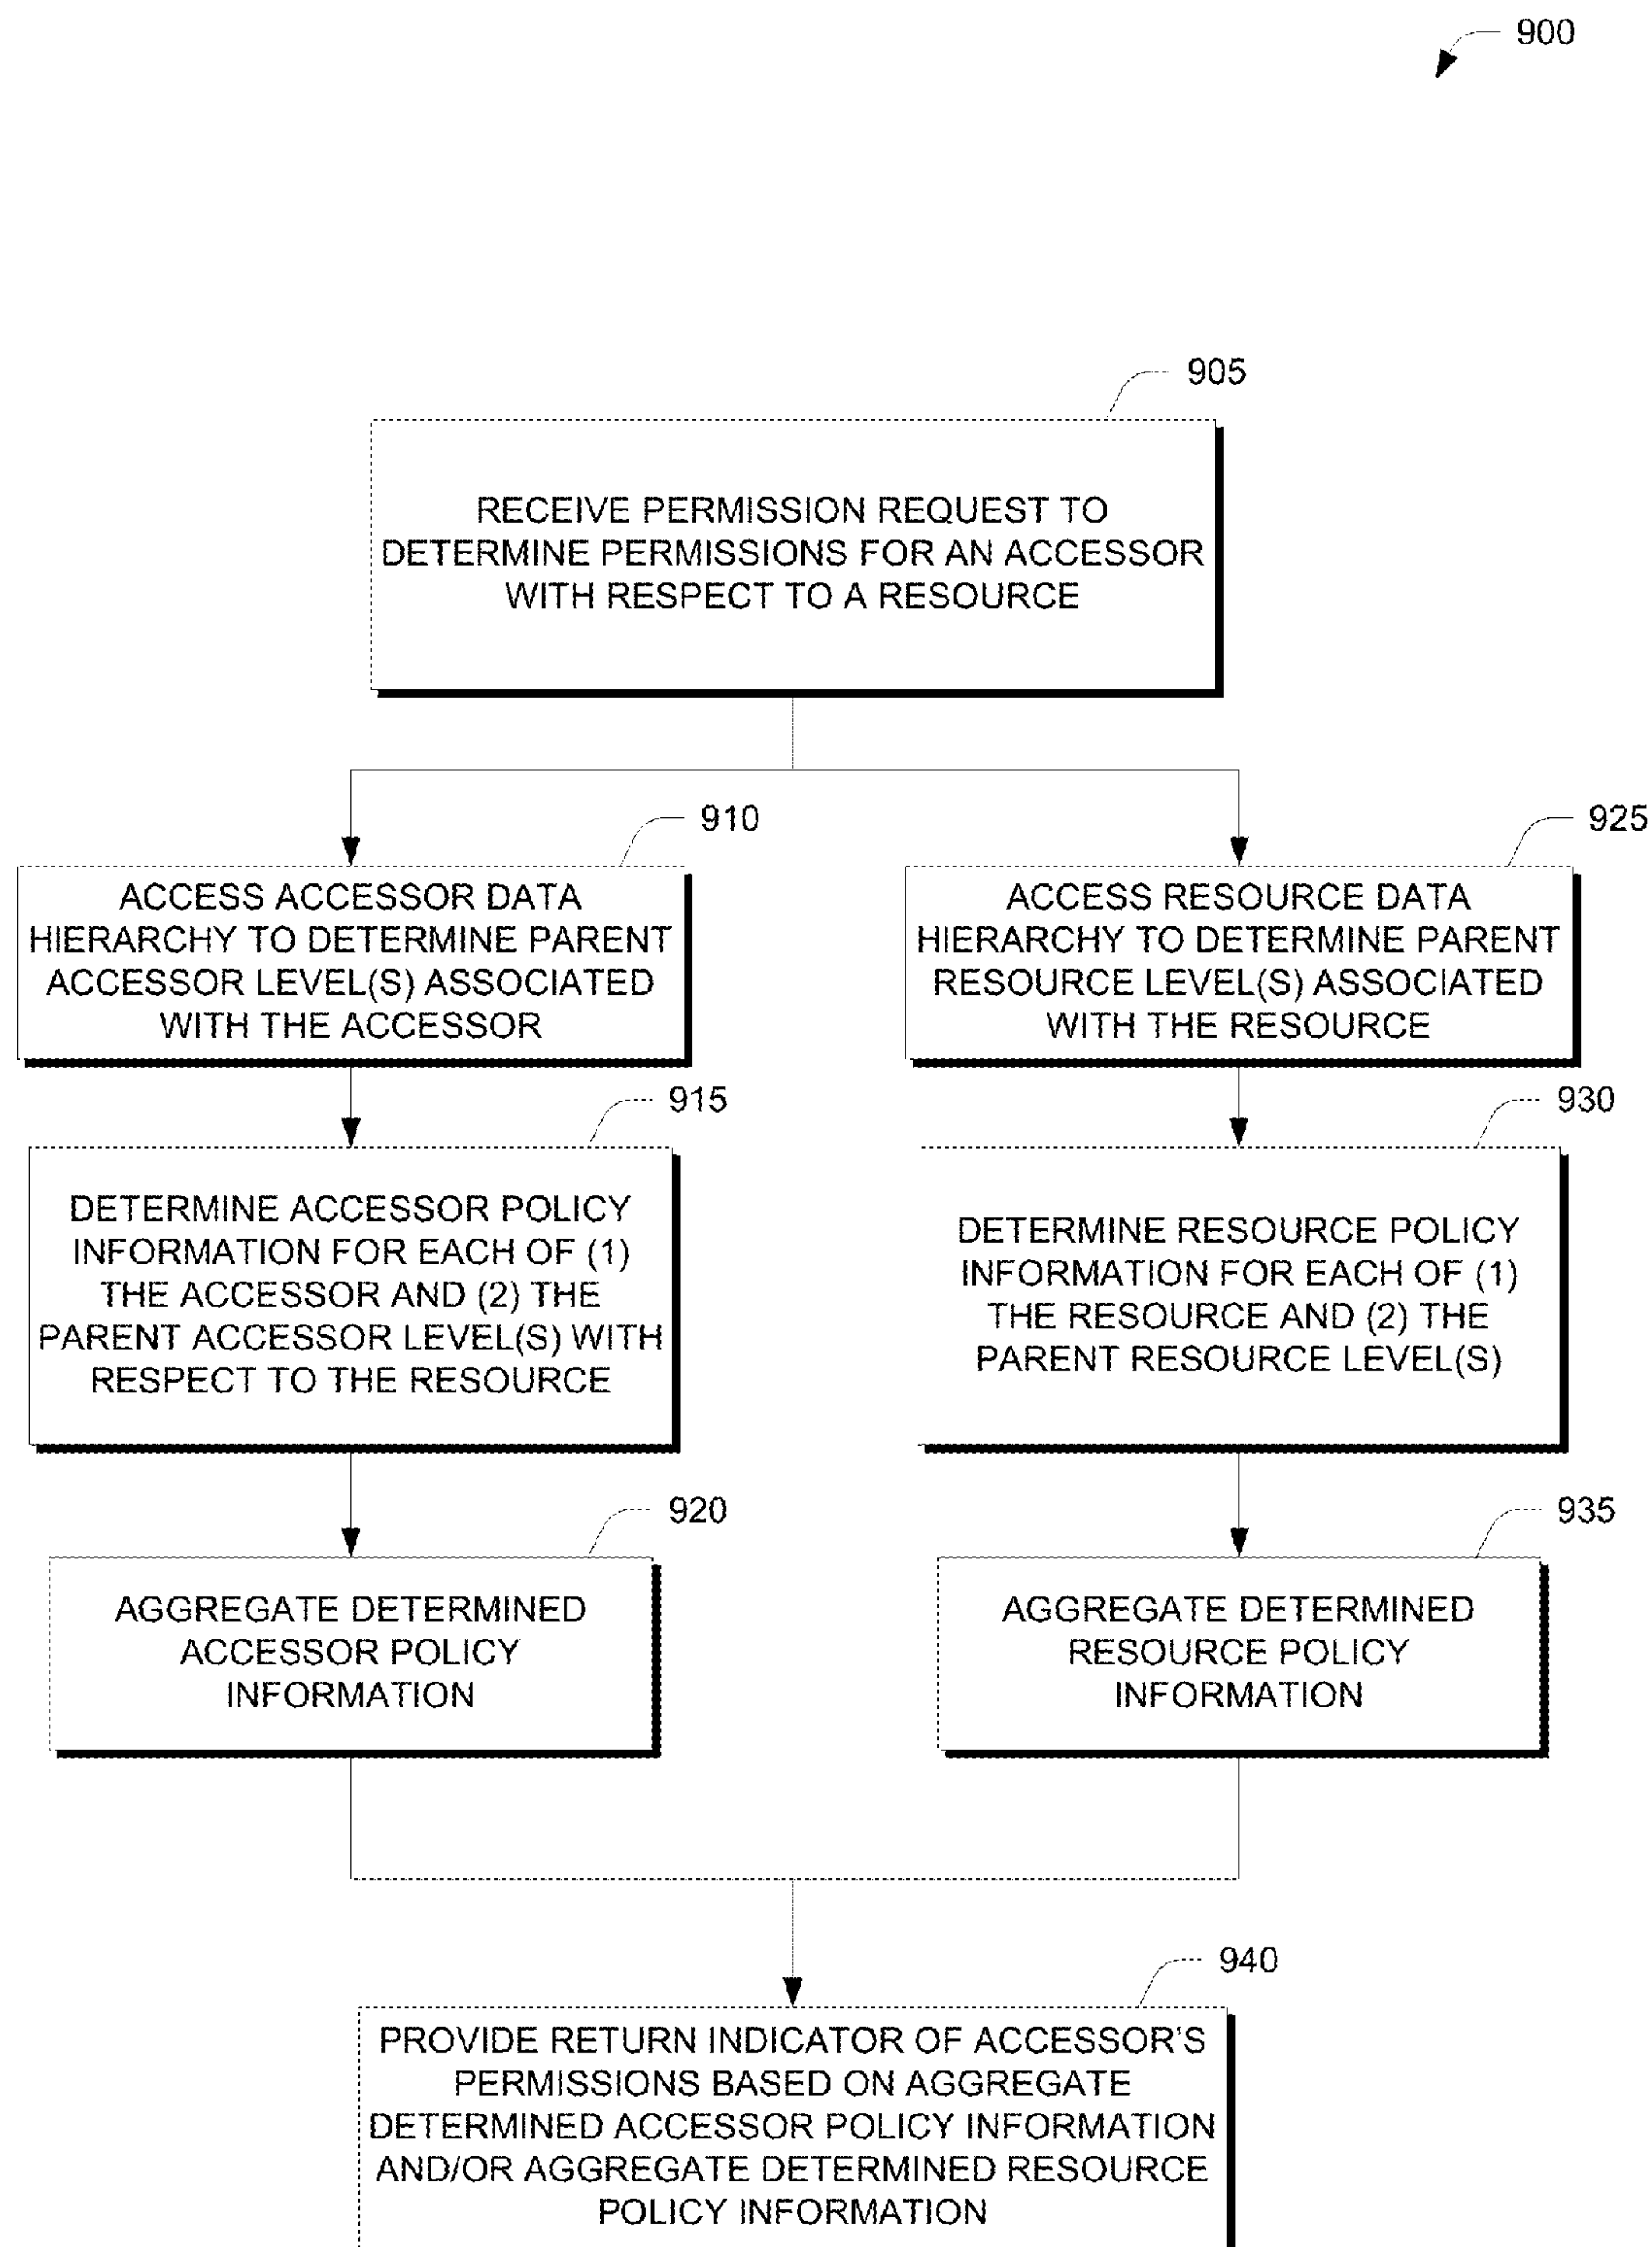 900
905
RECEIVE PERMISSION REQUEST TO
DETERMINE PERMISSIONS FOR AN ACCESSOR
WITH RESPECT TO A RESOURCE
910
ACCESS ACCESSOR DATA
HIERARCHY TO DETERMINE PARENT
ACCESSOR LEVEL(S) ASSOCIATED
WITH THE ACCESSOR
925
ACCESS RESOURCE DATA
HIERARCHY TO DETERMINE PARENT
RESOURCE LEVEL(S) ASSOCIATED
WITH THE RESOURCE
915
DETERMINE ACCESSOR POLICY
INFORMATION FOR EACH OF (1)
THE ACCESSOR AND (2) THE
PARENT ACCESSOR LEVEL(S) WITH
RESPECT TO THE RESOURCE
930
DETERMINE RESOURCE POLICY
INFORMATION FOR EACH OF (1)
THE RESOURCE AND (2) THE
PARENT RESOURCE LEVEL(S)
920
AGGREGATE DETERMINED
ACCESSOR POLICY
INFORMATION
935
AGGREGATE DETERMINED
RESOURCE POLICY
INFORMATION
940
PROVIDE RETURN INDICATOR OF ACCESSOR'S
PERMISSIONS BASED ON AGGREGATE
DETERMINED ACCESSOR POLICY INFORMATION
AND/OR AGGREGATE DETERMINED RESOURCE
POLICY INFORMATION